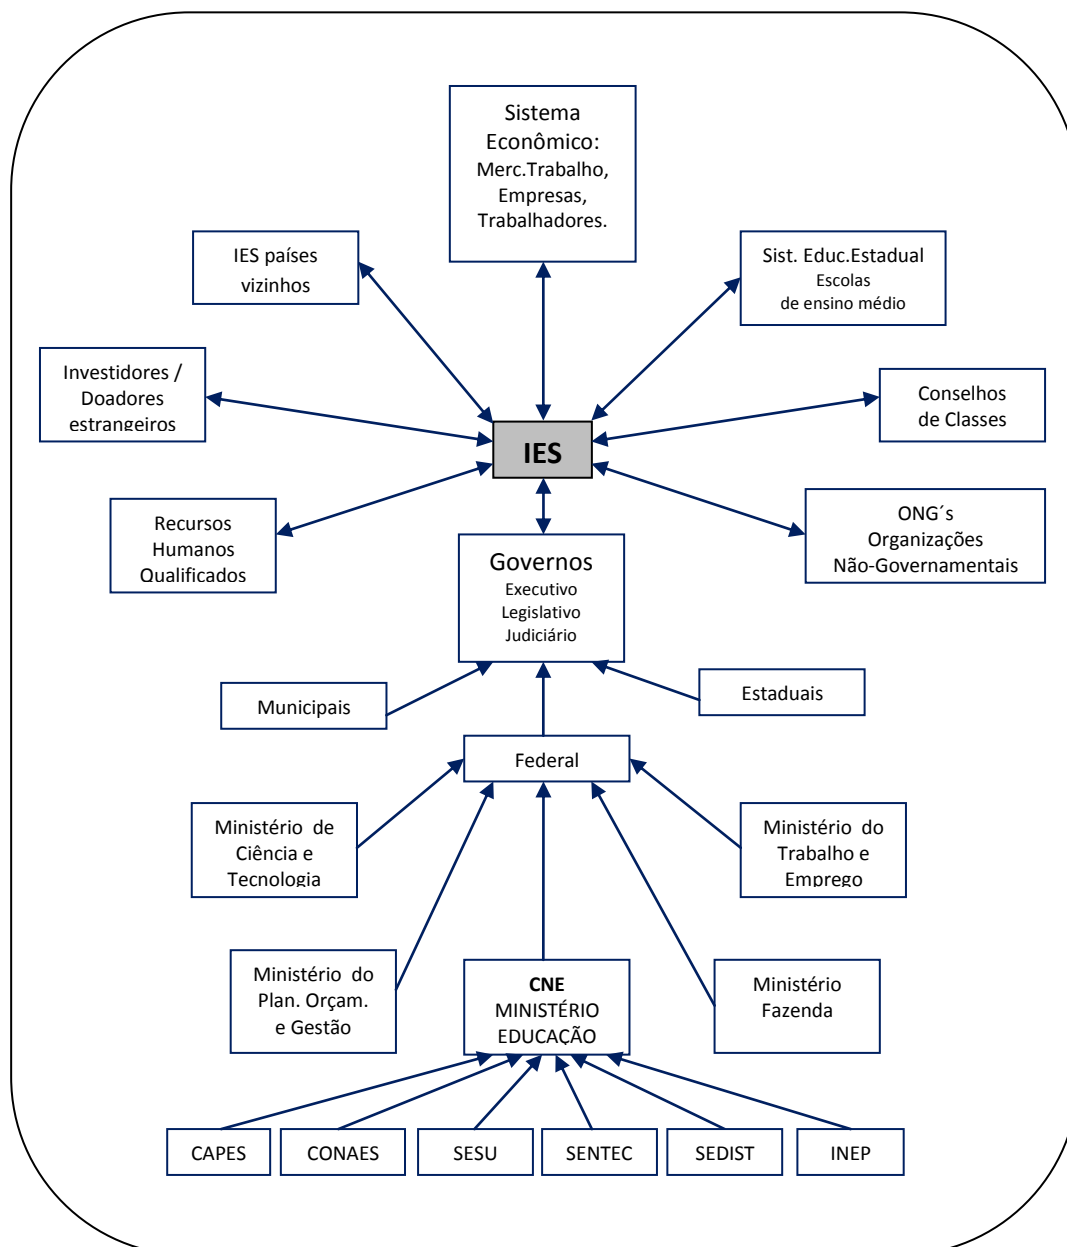 Sistema
Econômico:
Merc.Trabalho,
Empresas,
Trabalhadores.
IES países
vizinhos
Sist. Educ.Estadual
Escolas
de ensino médio
Investidores /
Doadores
estrangeiros
Conselhos
de Classes
IES
Recursos
Humanos
Qualificados
ONG´s
Organizações
Não-Governamentais
Governos
Executivo
Legislativo
Judiciário
Municipais
Estaduais
Federal
Ministério de
Ciência e
Tecnologia
Ministério do
Trabalho e
Emprego
Ministério do
Plan. Orçam.
e Gestão
CNE
MINISTÉRIO
EDUCAÇÃO
Ministério
Fazenda
CAPES
CONAES
SESU
SENTEC
SEDIST
INEP